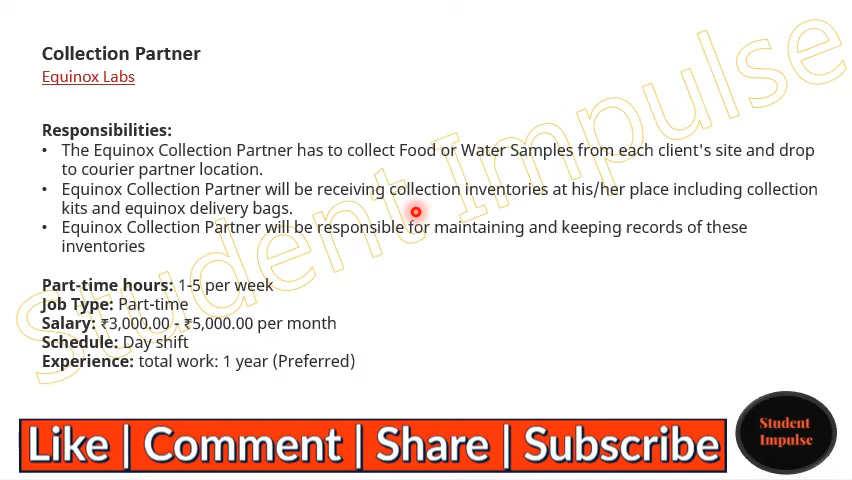 Collection Partner
Equinox Labs
Responsibilities:
• The Equinox Collection Partner has to collect Food or Water Samples from each client's site and drop
to courier partner location.
• Equinox Collection Partner will be receiving collection inventories at his/her place including collection
kits and equinox delivery bags.
• Equinox Collection Partner will be responsible for maintaining and keeping records of these
inventories
Part-time hours: 1-5 per week
Job Type: Part-time
Salary: ₹3,000.00 - ₹5,000.00 per month
Schedule: Day shift
Experience: total work: 1 year (Preferred)
Student Impulse
Like | Comment | Share | Subscribe
Student
Impulse